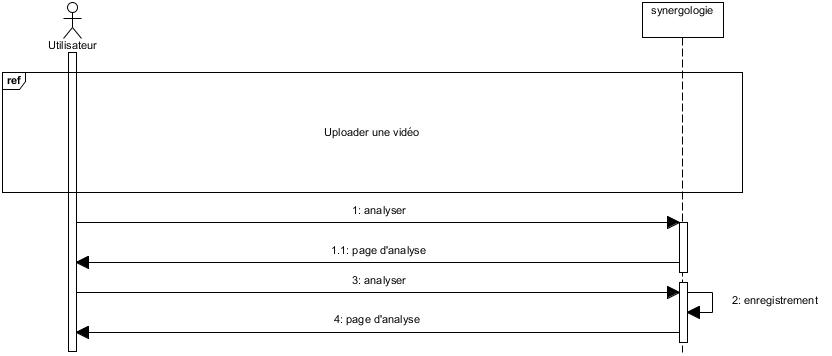 synergologie
Utilisateur
ref
Uploader une vidéo
1: analyser
1.1: page d'analyse
3: analyser
2: enregistrement
4: page d'analyse